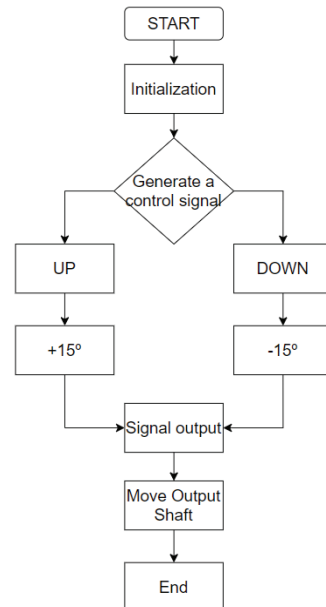 START
Initialization
Generate a
control signal
UP
DOWN
+15º
-15º
Signal output
Move Output
Shaft
End